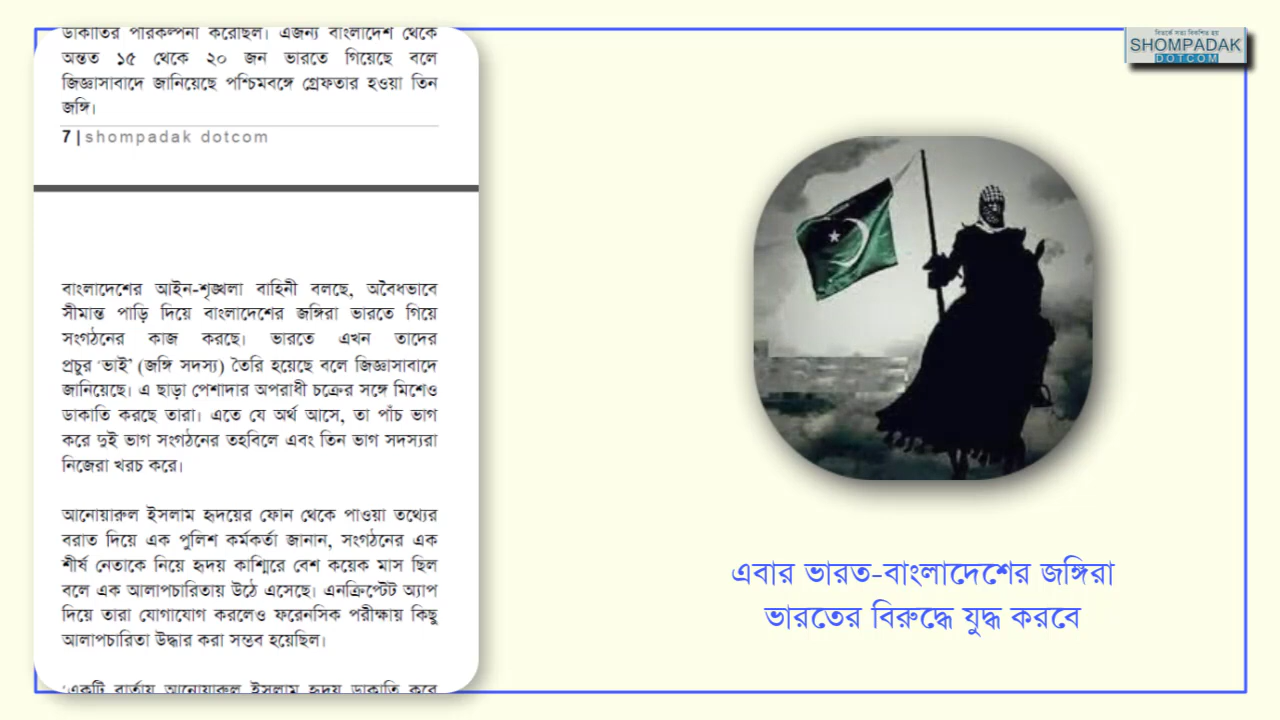 ডাকাতির পরিকল্পনা করেছিল। এজন্য বাংলাদেশ থেকে
অন্তত ১৫ থেকে ২০ জন ভারতে গিয়েছে বলে
জিজ্ঞাসাবাদে জানিয়েছে পশ্চিমবঙ্গে গ্রেফতার হওয়া তিন
জঙ্গি।
7 | shompadak dotcom
বাংলাদেশের আইন-শৃঙ্খলা বাহিনী বলছে, অবৈধভাবে
সীমান্ত পাড়ি দিয়ে বাংলাদেশের জঙ্গিরা ভারতে গিয়ে
সংগঠনের কাজ করছে। ভারতে এখন তাদের
প্রচুর ‘ভাই’ (জঙ্গি সদস্য) তৈরি হয়েছে বলে জিজ্ঞাসাবাদে
জানিয়েছে। এ ছাড়া পেশাদার অপরাধী চক্রের সঙ্গে মিশেও
ডাকাতি করছে তারা। এতে যে অর্থ আসে, তা পাঁচ ভাগ
করে দুই ভাগ সংগঠনের তহবিলে এবং তিন ভাগ সদস্যরা
নিজেরা খরচ করে।
আনোয়ারুল ইসলাম হৃদয়ের ফোন থেকে পাওয়া তথ্যের
বরাত দিয়ে এক পুলিশ কর্মকর্তা জানান, সংগঠনের এক
শীর্ষ নেতাকে নিয়ে হৃদয় কাশ্মিরে বেশ কয়েক মাস ছিল
বলে এক আলাপচারিতায় উঠে এসেছে। এনক্রিপ্টেট অ্যাপ
দিয়ে তারা যোগাযোগ করলেও ফরেনসিক পরীক্ষায় কিছু
আলাপচারিতা উদ্ধার করা সম্ভব হয়েছিল।
‘একটি বার্তায় আনোয়ারুল ইসলাম হৃদয় ডাকাতি করে
SHOMPADAK
DOTCOM
এবার ভারত-বাংলাদেশের জঙ্গিরা
ভারতের বিরুদ্ধে যুদ্ধ করবে